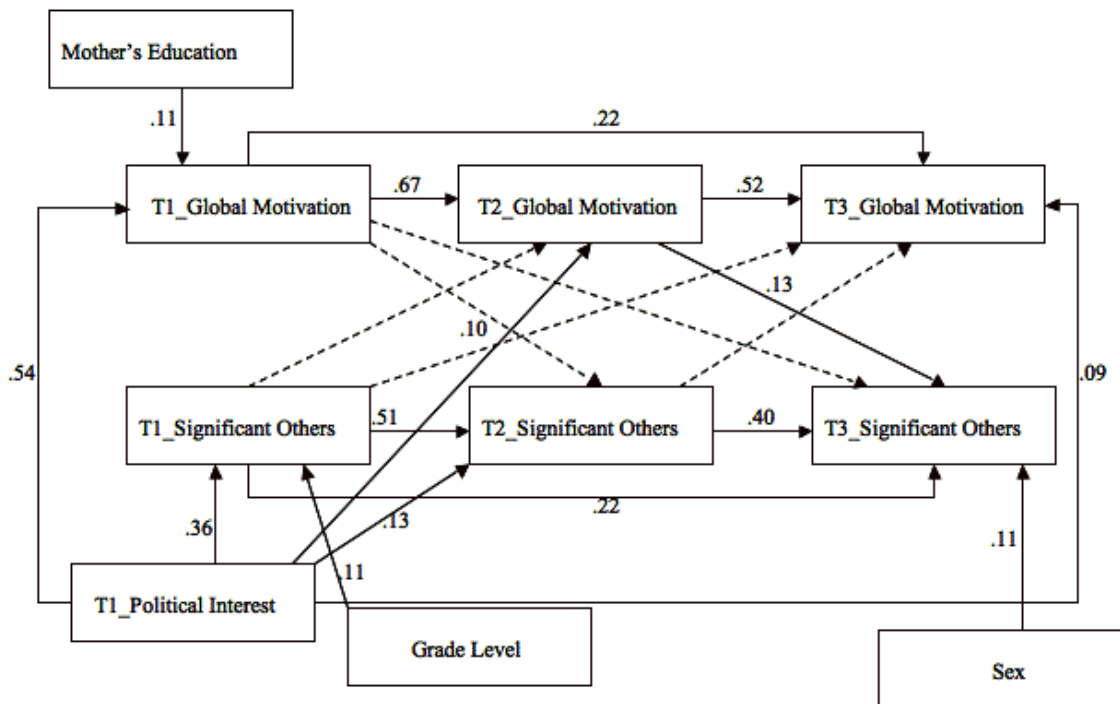 Mother’s Education
.11
.22
T1_Global Motivation
.67
T2_Global Motivation
.52
T3_Global Motivation
.13
.10
.54
.09
T1_Significant Others
.51
T2_Significant Others
.40
T3_Significant Others
.22
.36
.13
.11
.11
T1_Political Interest
Grade Level
Sex